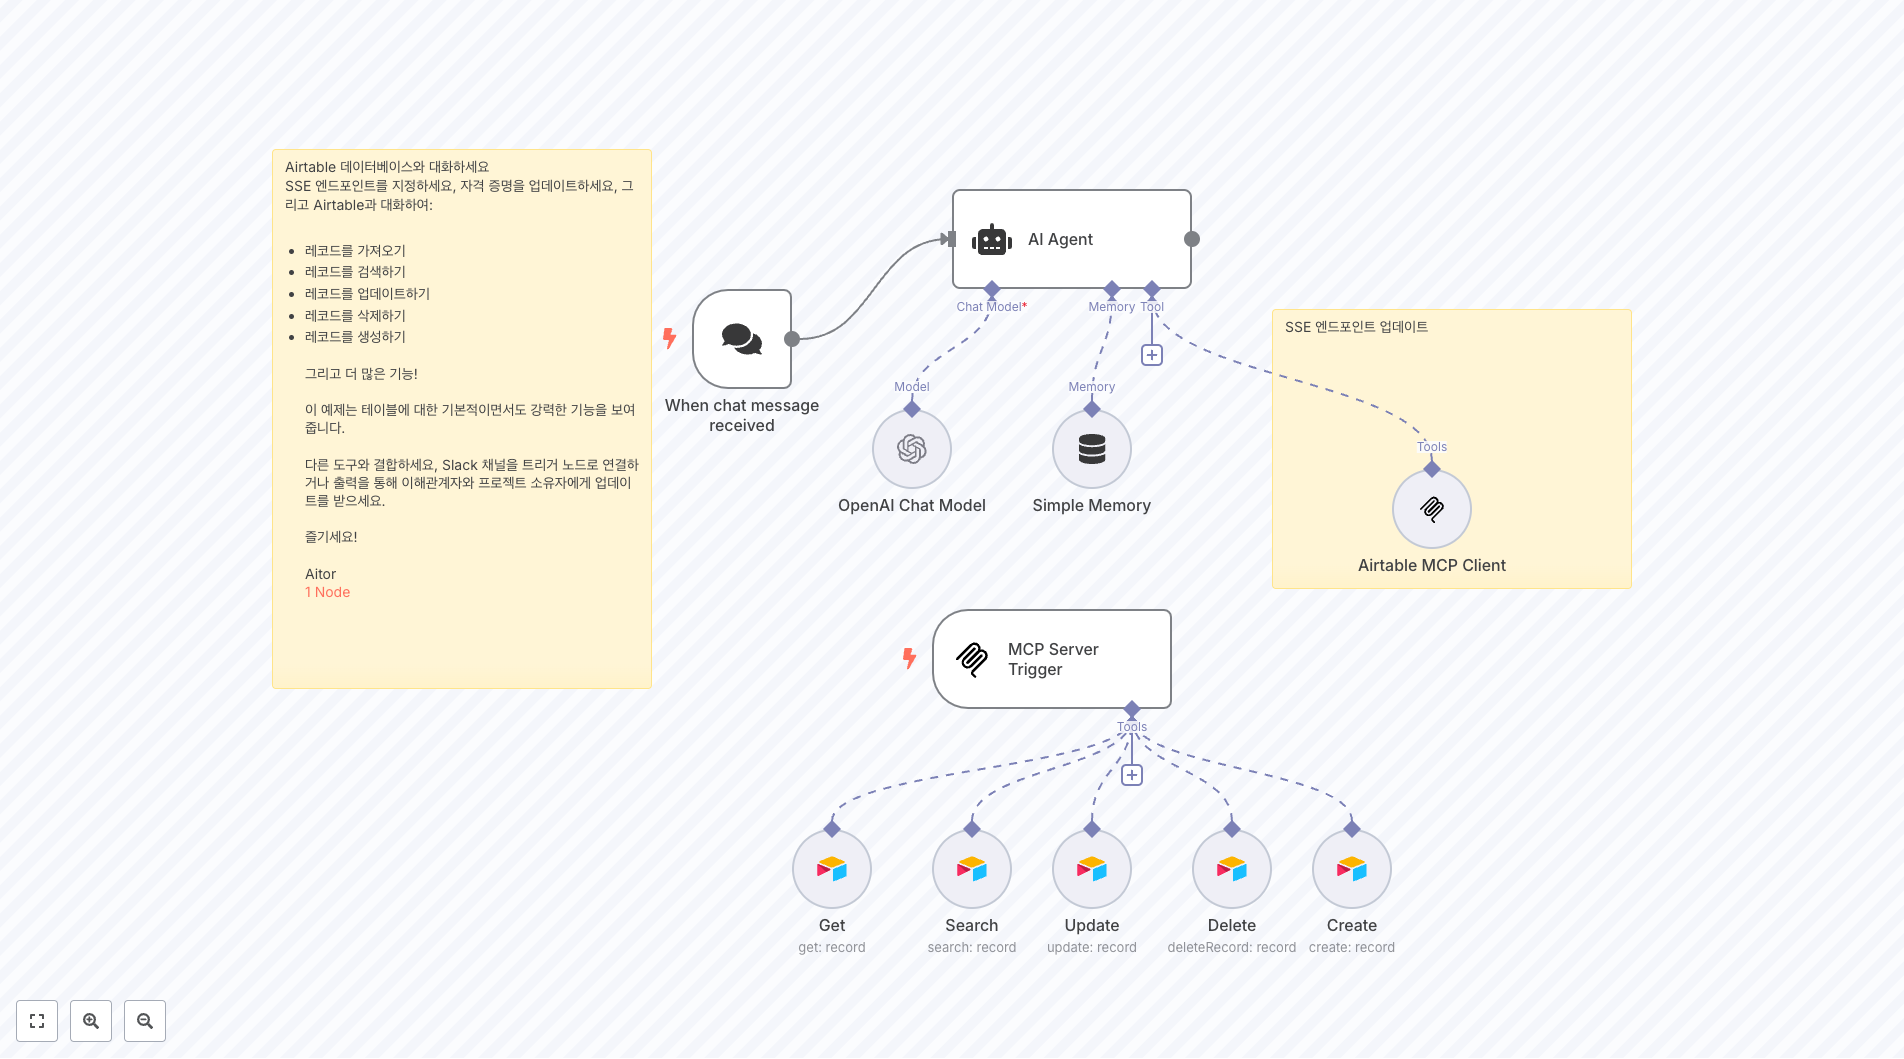 Airtable 데이터베이스와 대화하세요
SSE 엔드포인트를 지정하세요, 자격 증명을 업데이트하세요, 그
리고 Airtable과 대화하여:
레코드를 가져오기
레코드를 검색하기
레코드를 업데이트하기
레코드를 삭제하기
레코드를 생성하기
그리고 더 많은 기능!
이 예제는 테이블에 대한 기본적이면서도 강력한 기능을 보여
줍니다.
다른 도구와 결합하세요, Slack 채널을 트리거 노드로 연결하
거나 출력을 통해 이해관계자와 프로젝트 소유자에게 업데이
트를 받으세요.
즐기세요!
Aitor
1 Node
When chat message
received
AI Agent
Chat Model*
Memory
Tool
Model
Memory
OpenAI Chat Model
Simple Memory
SSE 엔드포인트 업데이트
Tools
Airtable MCP Client
MCP Server
Trigger
Tools
Get
get: record
Search
search: record
Update
update: record
Delete
deleteRecord: record
Create
create: record